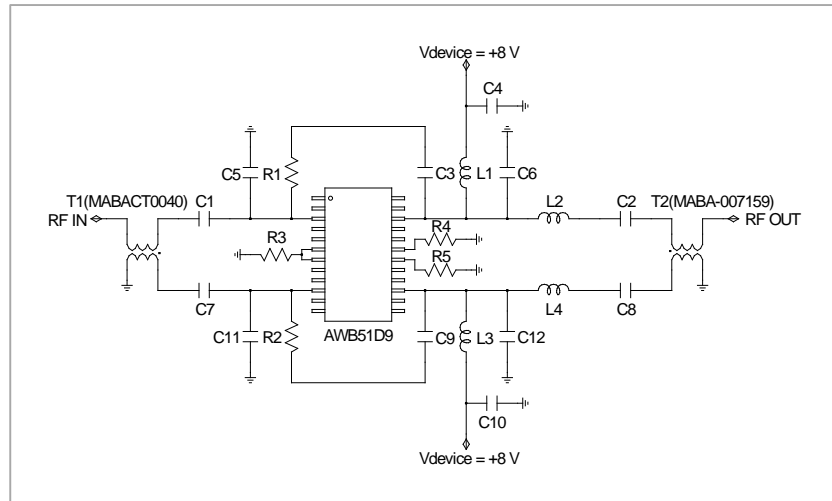 Vdevice = +8 V
C4
C5
R1
C3
L1
C6
T1(MABACT0040)
C1
L2
C2
T2(MABA-007159)
RF IN
R4
RF OUT
R3
R5
C7
L4
C8
C11
R2
AWB51D9
C9
L3
C12
C10
Vdevice = +8 V